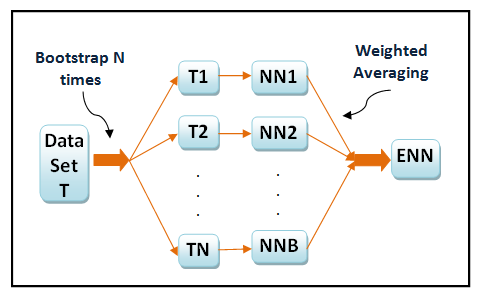 Bootstrap N
times
Weighted
Averaging
Data
Set
T
T1
NN1
T2
NN2
.
.
.
.
.
.
TN
NNB
ENN